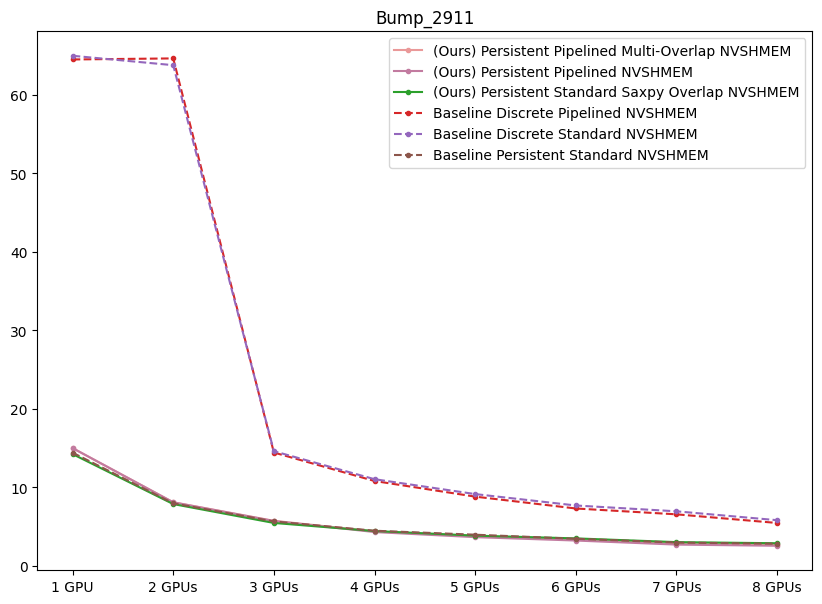 Bump_2911
(Ours) Persistent Pipelined Multi-Overlap NVSHMEM
(Ours) Persistent Pipelined NVSHMEM
(Ours) Persistent Standard Saxpy Overlap NVSHMEM
Baseline Discrete Pipelined NVSHMEM
Baseline Discrete Standard NVSHMEM
Baseline Persistent Standard NVSHMEM
60
50
40
30
20
10
0
1 GPU 2 GPUs 3 GPUs 4 GPUs 5 GPUs 6 GPUs 7 GPUs 8 GPUs